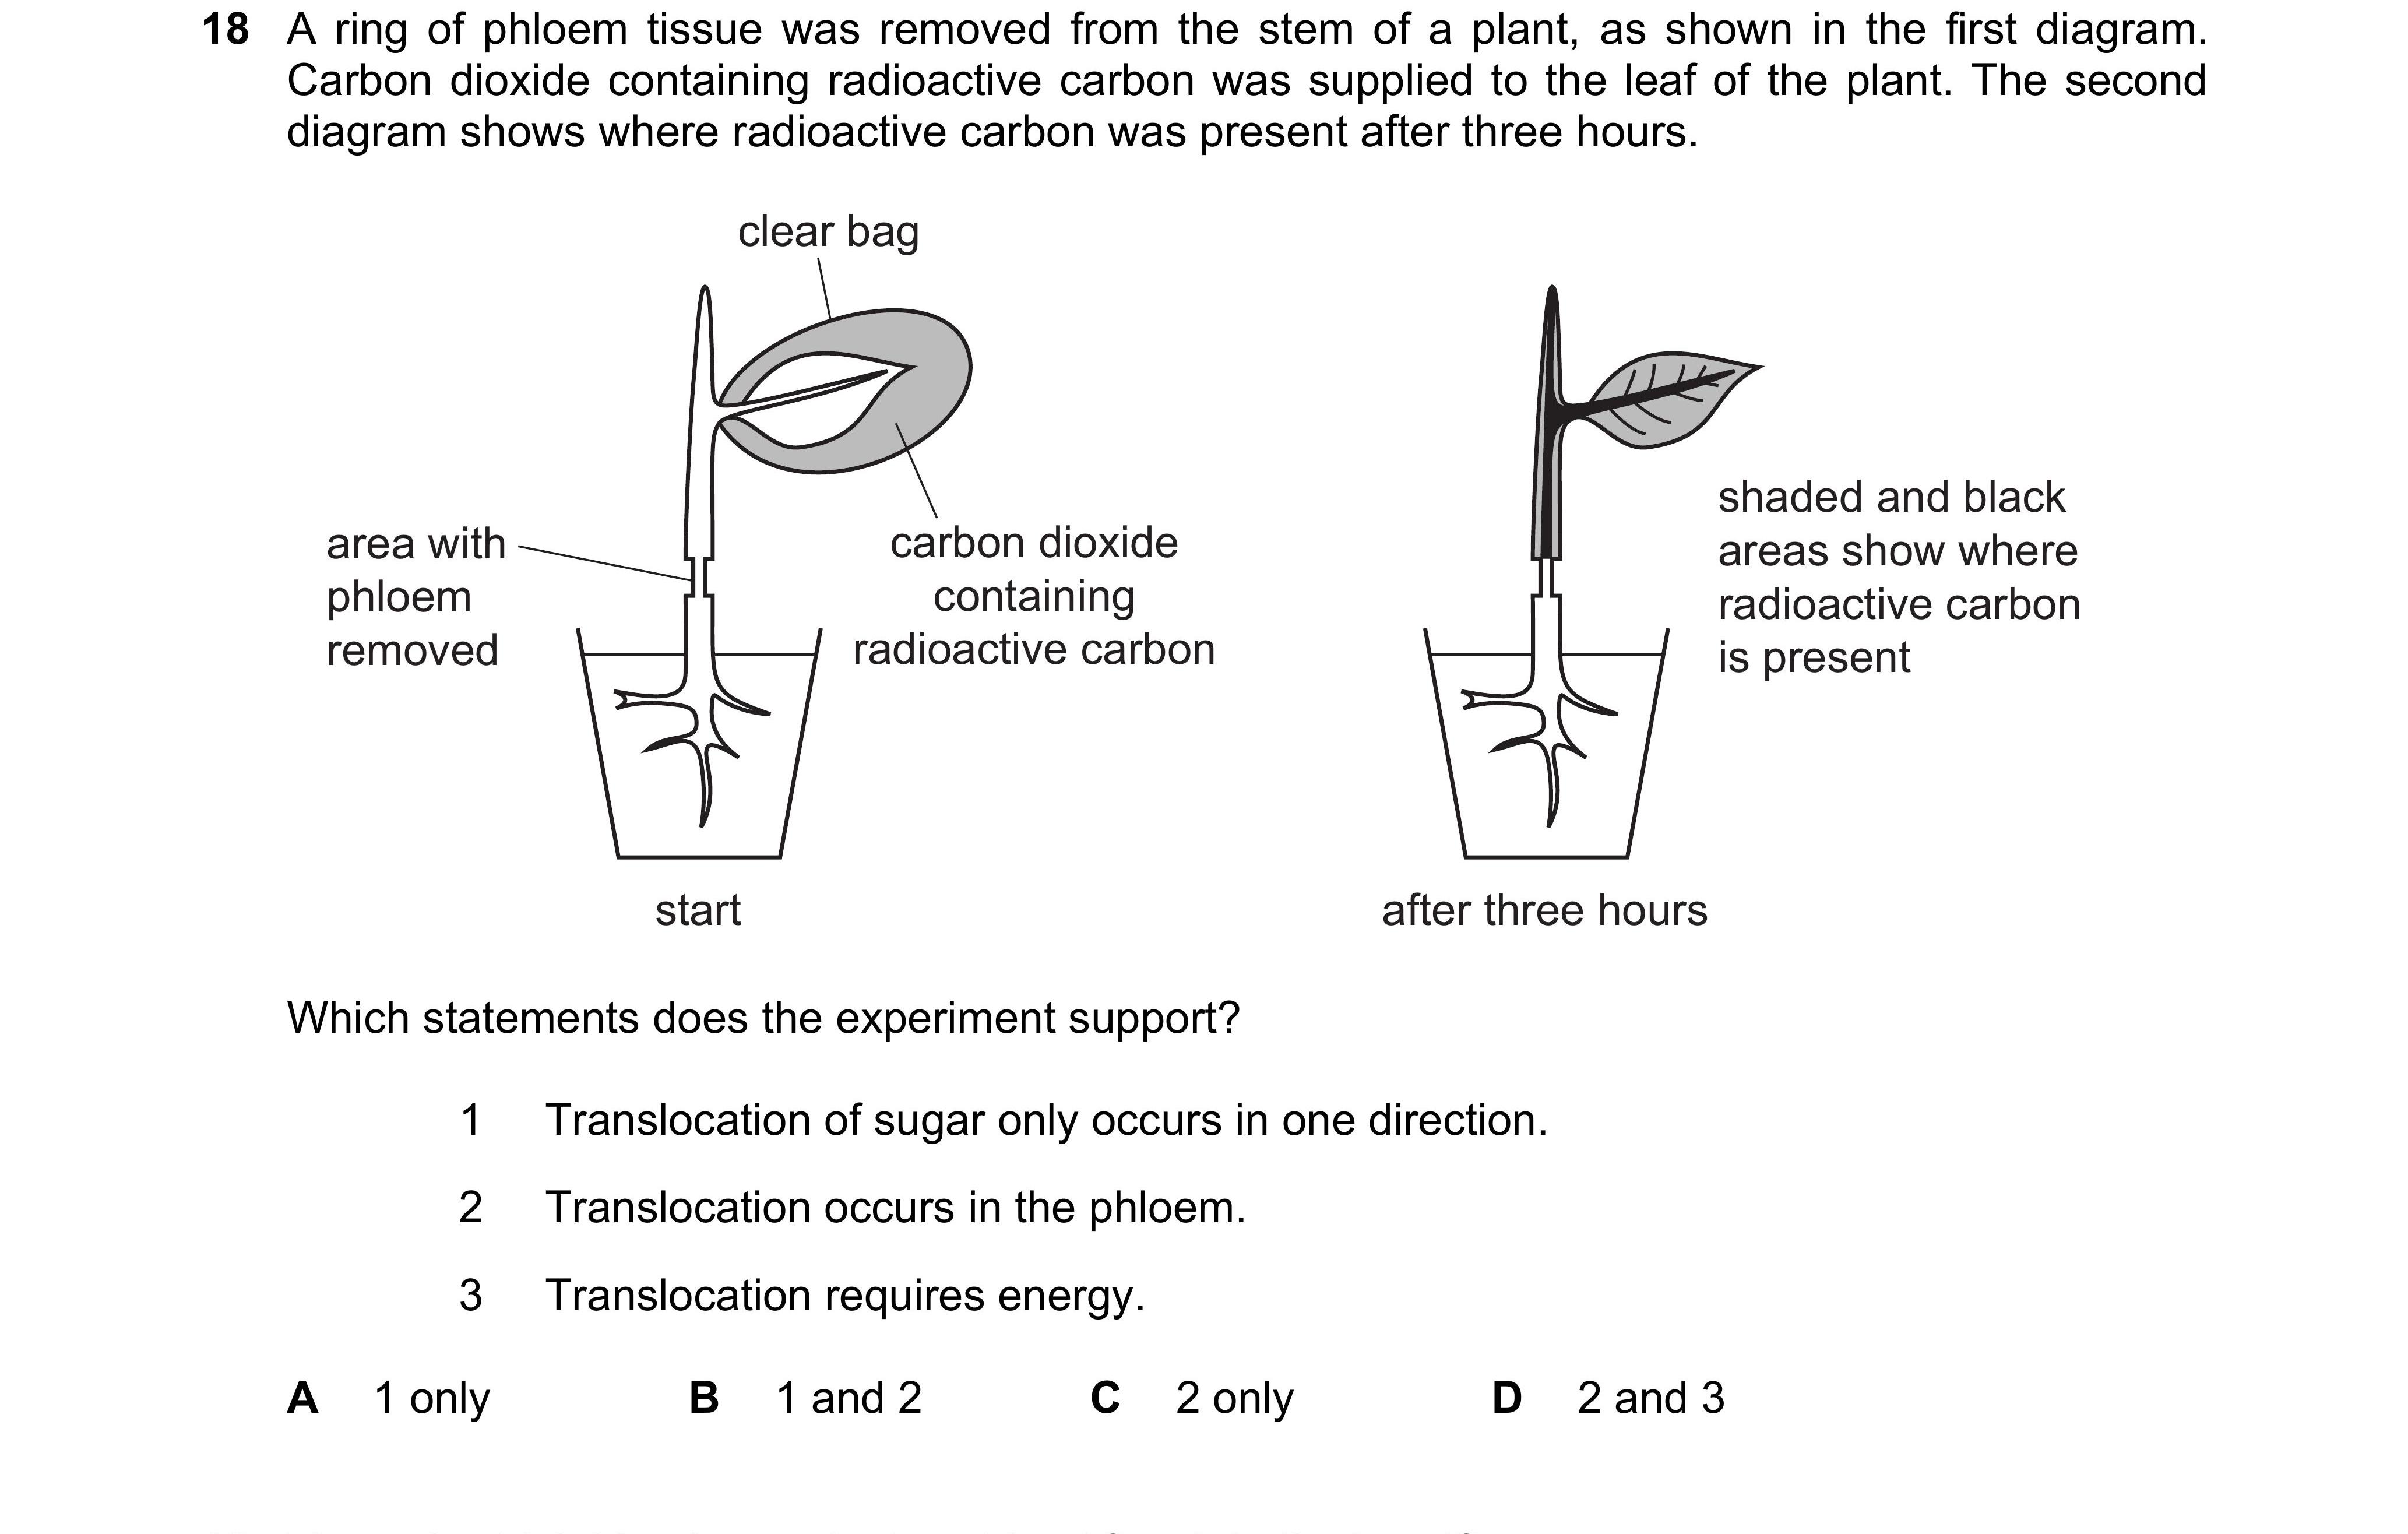 18 A ring of phloem tissue was removed from the stem of a plant, as shown in the first diagram.
Carbon dioxide containing radioactive carbon was supplied to the leaf of the plant. The second
diagram shows where radioactive carbon was present after three hours.
clear bag
area with
phloem
removed
carbon dioxide
containing
radioactive carbon
shaded and black
areas show where
radioactive carbon
is present
start
after three hours
Which statements does the experiment support?
1 Translocation of sugar only occurs in one direction.
2 Translocation occurs in the phloem.
3 Translocation requires energy.
A 1 only B 1 and 2 C 2 only D 2 and 3